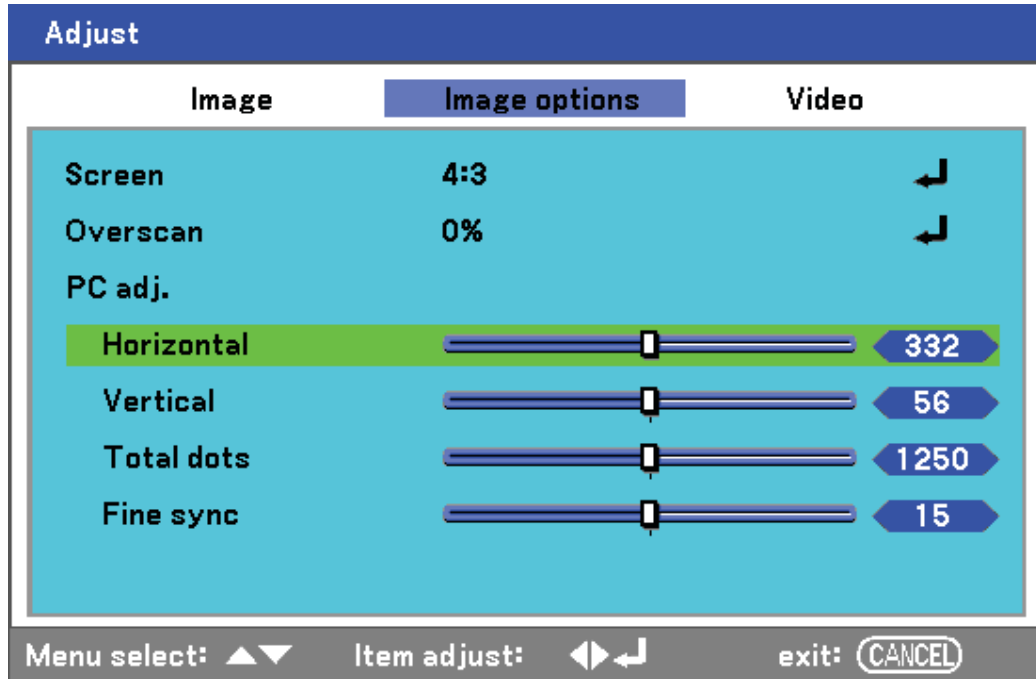 Adjust
Image Image options Video
Screen 4:3
Overscan 0%
PC adj.
Horizontal 332
Vertical 56
Total dots 1250
Fine sync 15
Menu select: Item adjust: exit: CANCEL